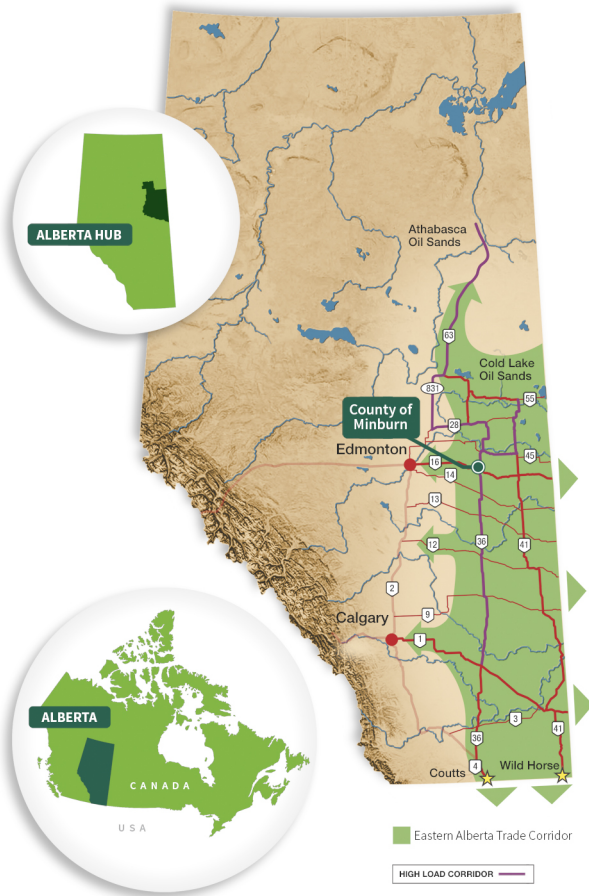 Athabasca
Oil Sands
ALBERTA HUB
63
Cold Lake
Oil Sands
831
55
County of
Minburn
28
Edmonton
16
45
14
13
12
36
41
2
Calgary
9
1
3
36
41
4
Coutts
Wild Horse
ALBERTA
CANADA
USA
Eastern Alberta Trade Corridor
HIGH LOAD CORRIDOR